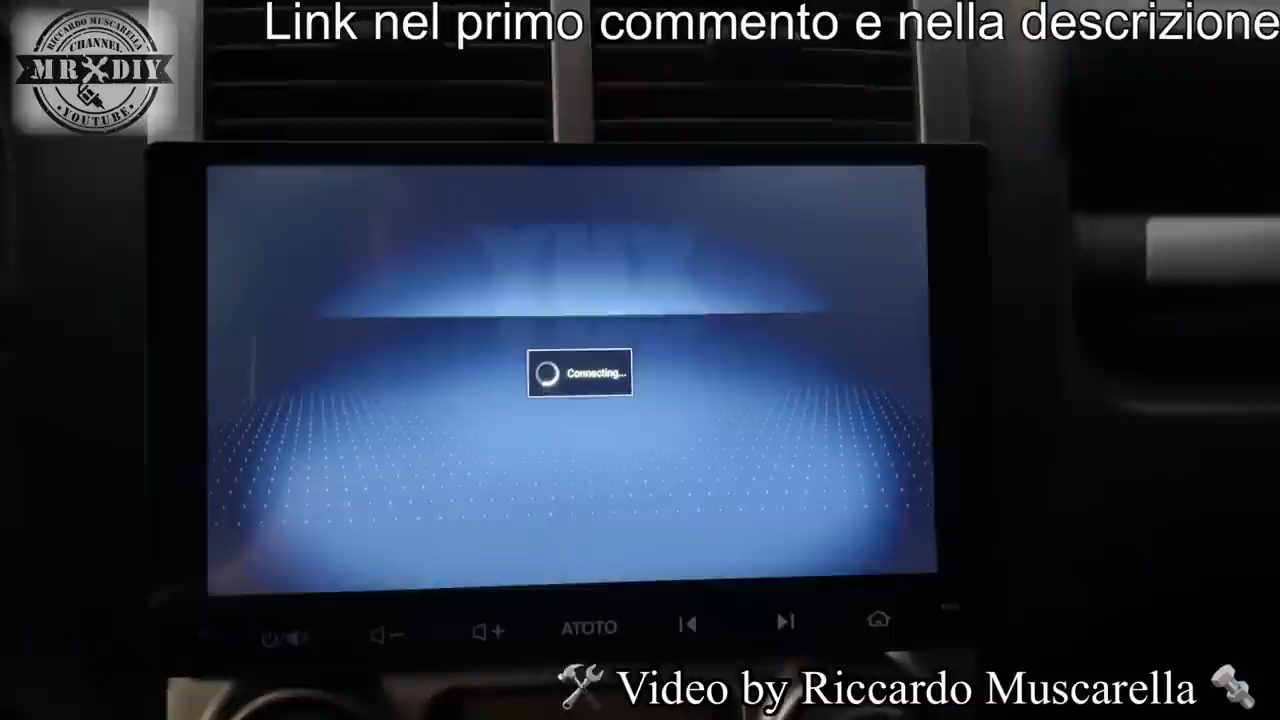 Link nel primo commento e nella descrizione
RICCARDO MUSCARELLA
CHANNEL
MR DIY
YOUTUBE
Connecting...
ATOTO
Video by Riccardo Muscarella